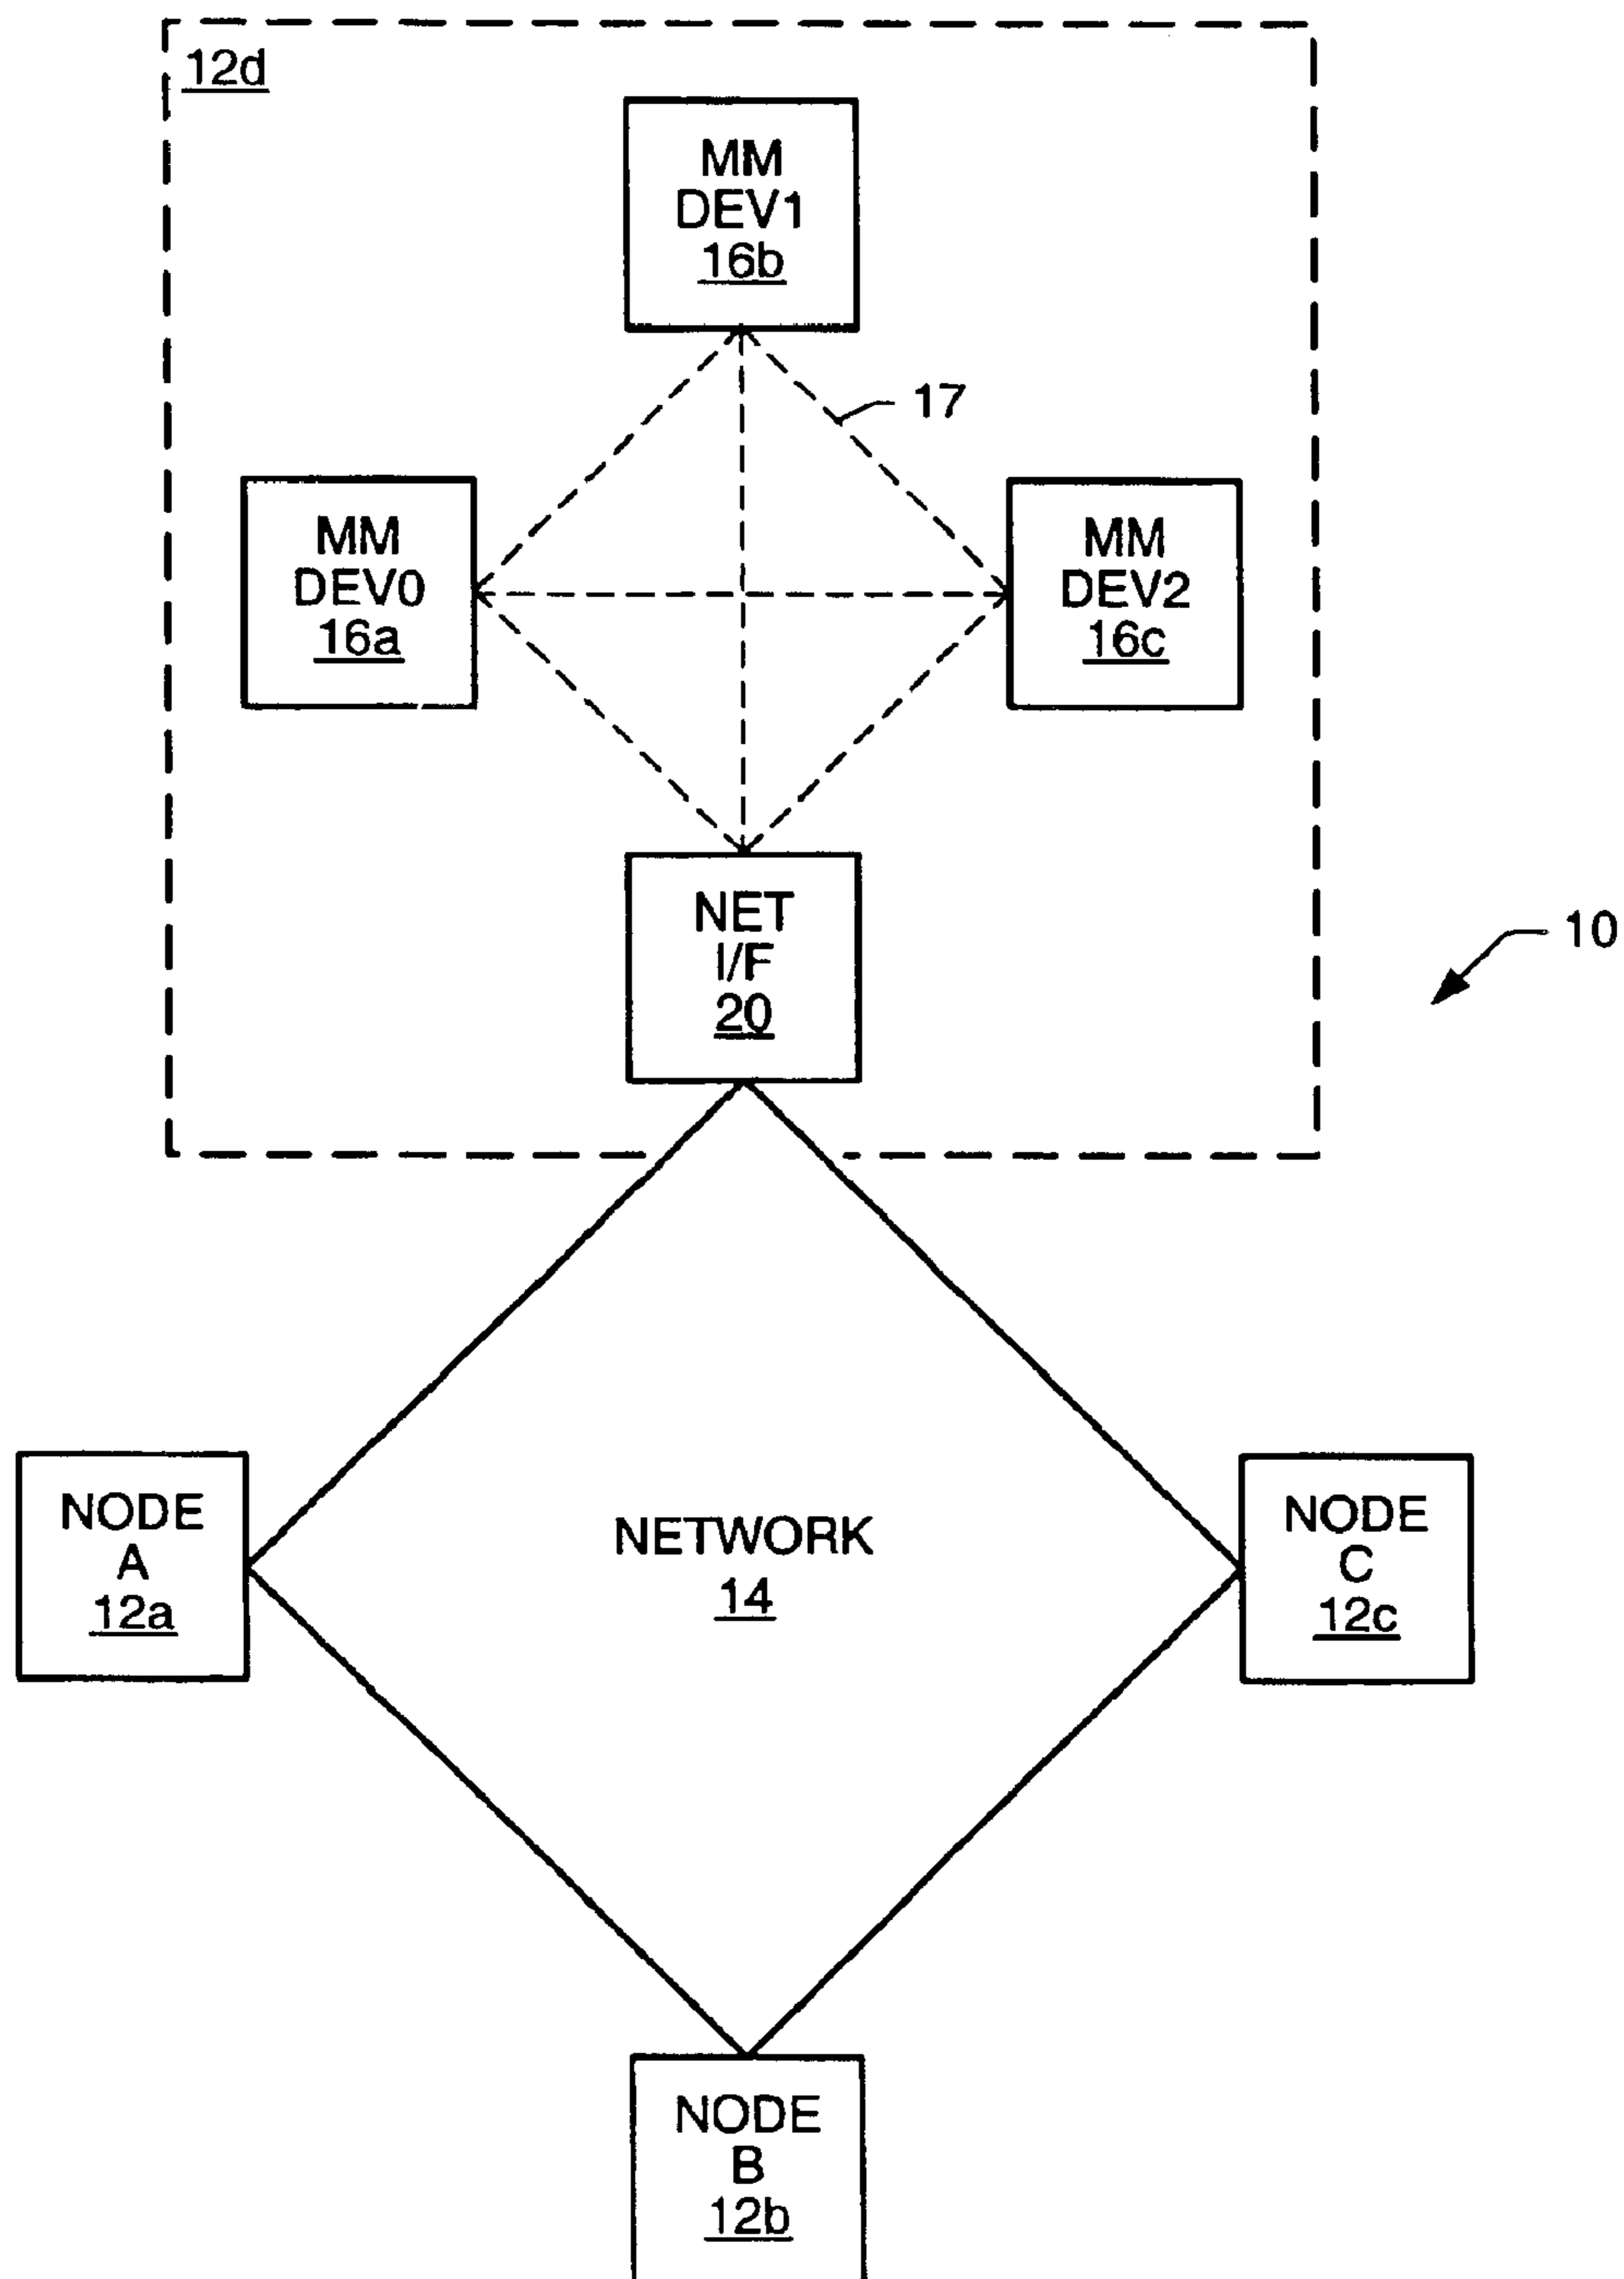 12d
MM
DEV1
16b
17
MM
DEV0
16a
MM
DEV2
16c
NET
I/F
20
10
NODE
A
12a
NETWORK
14
NODE
C
12c
NODE
B
12b